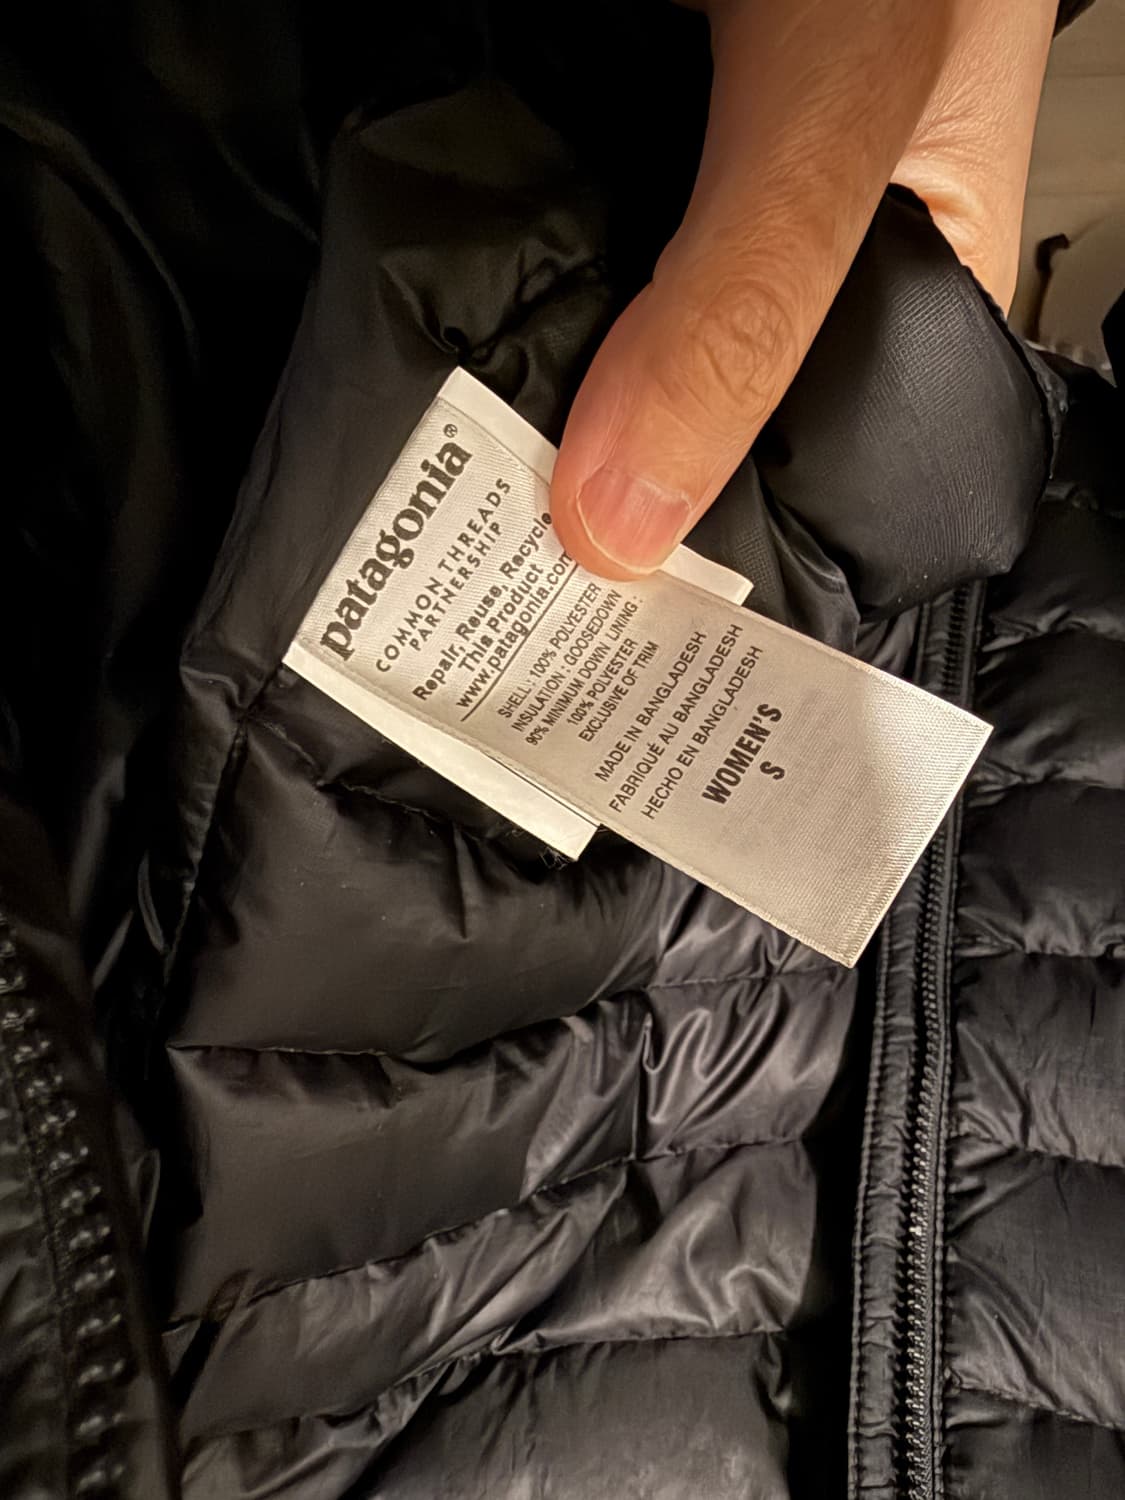 patagonia®
COMMON THREADS
PARTNERSHIP
Repair, Reuse, Recycle
This Product
www.patagonia.com
SHELL : 100% POLYESTER
INSULATION : GOOSEDOWN
90% MINIMUM DOWN LINING :
100% POLYESTER
EXCLUSIVE OF TRIM
MADE IN BANGLADESH
FABRIQUÉ AU BANGLADESH
HECHO EN BANGLADESH
WOMEN'S
S